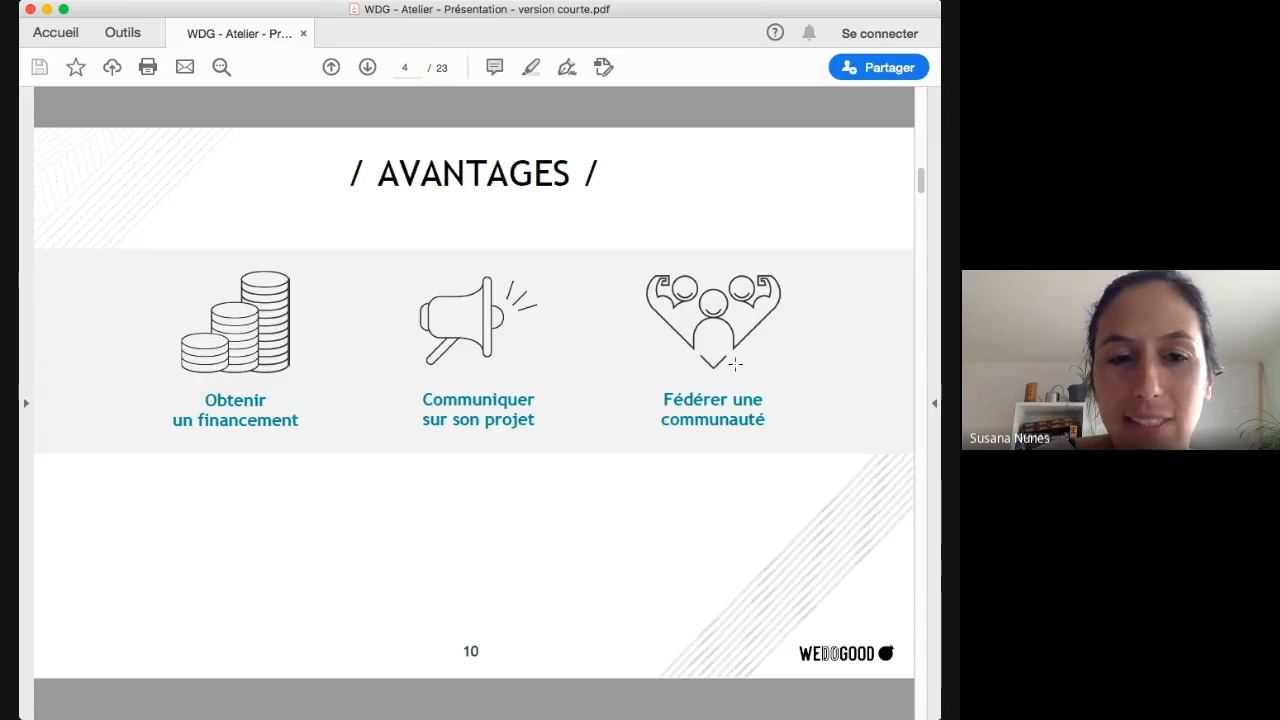 WDG - Atelier - Présentation - version courte.pdf
Accueil
Outils
WDG - Atelier - Pr... ×
Se connecter
4 / 23
Partager
/ AVANTAGES /
Obtenir
un financement
Communiquer
sur son projet
Fédérer une
communauté
10
WEDOGOOD
Susana Nunes